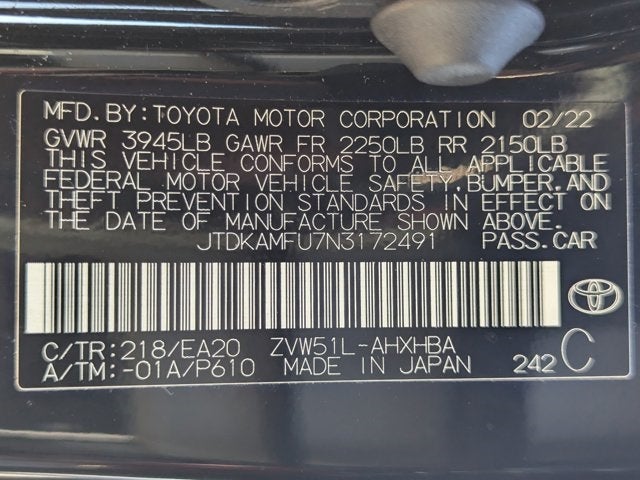 MFD.BY:TOYOTA MOTOR CORPORATION 02/22
GVWR 3945LB GAWR FR 2250LB RR 2150LB
THIS VEHICLE CONFORMS TO ALL APPLICABLE
FEDERAL MOTOR VEHICLE SAFETY,BUMPER,AND
THEFT PREVENTION STANDARDS IN EFFECT ON
THE DATE OF MANUFACTURE SHOWN ABOVE.
JTDKAMFU7N3172491 PASS.CAR
C/TR:218/EA20 ZVW51L-AHXHBA
A/TM:-01A/P610 MADE IN JAPAN 242 C